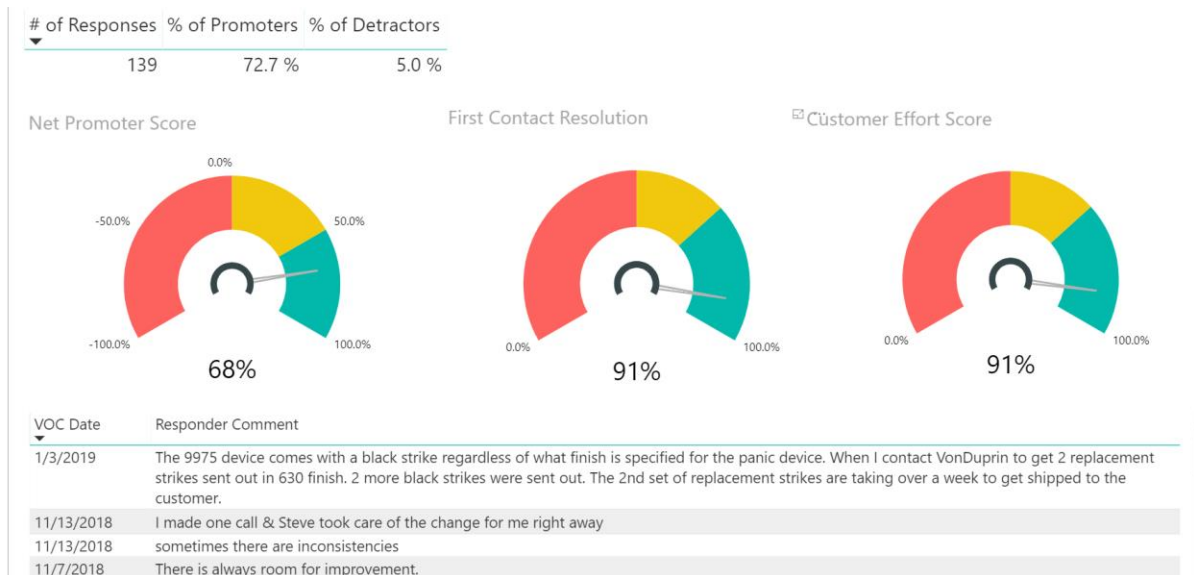 # of Responses % of Promoters % of Detractors
139 72.7 % 5.0 %
Net Promoter Score
First Contact Resolution
Customer Effort Score
0.0%
-50.0%
50.0%
-100.0%
100.0%
68%
0.0%
100.0%
91%
0.0%
100.0%
91%
VOC Date Responder Comment
1/3/2019 The 9975 device comes with a black strike regardless of what finish is specified for the panic device. When I contact VonDuprin to get 2 replacement
strikes sent out in 630 finish. 2 more black strikes were sent out. The 2nd set of replacement strikes are taking over a week to get shipped to the
customer.
11/13/2018 I made one call & Steve took care of the change for me right away
11/13/2018 sometimes there are inconsistencies
11/7/2018 There is always room for improvement.